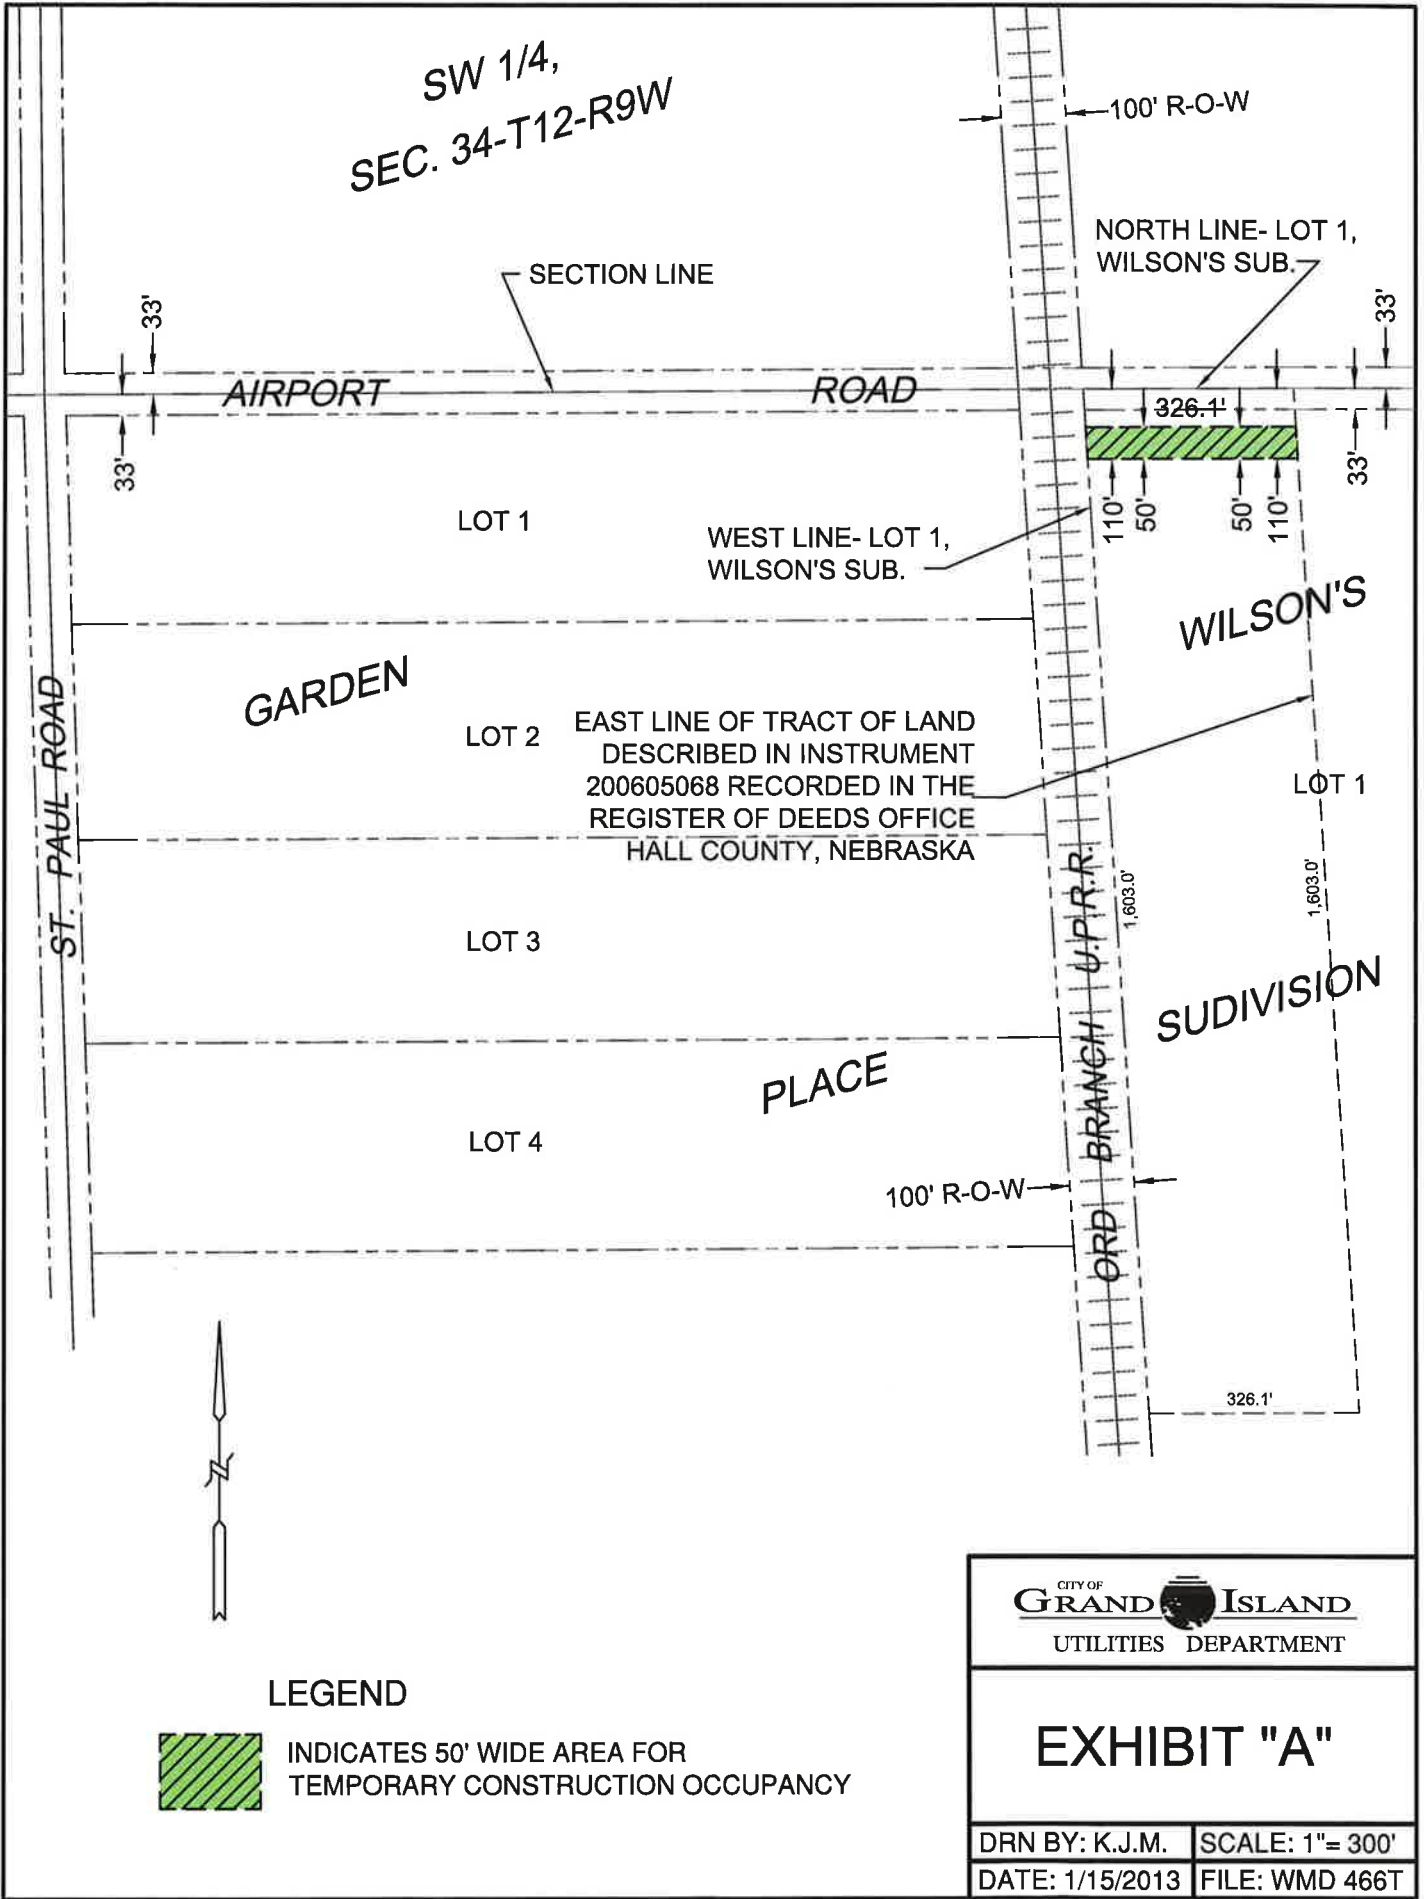 SW 1/4,
SEC. 34-T12-R9W
100' R-O-W
NORTH LINE- LOT 1,
WILSON'S SUB.
SECTION LINE
33'
33'
AIRPORT ROAD
326.1'
33'
33'
110'
50'
50'
110'
LOT 1
WEST LINE- LOT 1,
WILSON'S SUB.
WILSON'S
GARDEN
LOT 2
EAST LINE OF TRACT OF LAND
DESCRIBED IN INSTRUMENT
200605068 RECORDED IN THE
REGISTER OF DEEDS OFFICE
HALL COUNTY, NEBRASKA
LOT 1
ST. PAUL ROAD
1,603.0'
1,603.0'
LOT 3
SUDIVISION
PLACE
ORD BRANCH U.P.R.R.
LOT 4
100' R-O-W
326.1'
N
CITY OF
GRAND ISLAND
UTILITIES DEPARTMENT
LEGEND
INDICATES 50' WIDE AREA FOR
TEMPORARY CONSTRUCTION OCCUPANCY
EXHIBIT "A"
DRN BY: K.J.M.
SCALE: 1"= 300'
DATE: 1/15/2013
FILE: WMD 466T